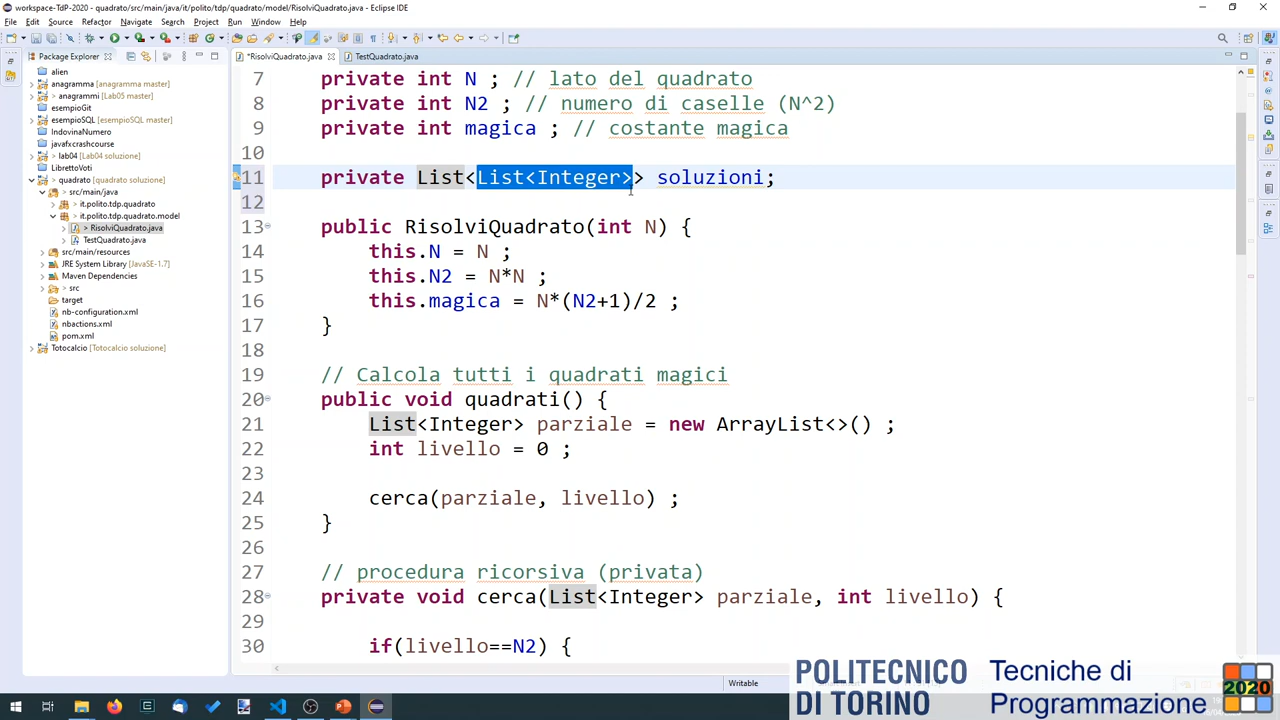 workspace-TdP-2020 - quadrato/src/main/java/it/polito/tdp/quadrato/model/RisolviQuadrato.java - Eclipse IDE
File Edit Source Refactor Navigate Search Project Run Window Help
Package Explorer
*RisolviQuadrato.java
TestQuadrato.java
alien
anagramma [anagramma master]
anagrammi [Lab05 master]
esempioGit
esempioSQL [esempioSQL master]
IndovinaNumero
javafxcrashcourse
lab04 [lab04 soluzione]
LibrettoVoti
quadrato [quadrato soluzione]
src/main/java
it.polito.tdp.quadrato
it.polito.tdp.quadrato.model
> RisolviQuadrato.java
TestQuadrato.java
src/main/resources
JRE System Library [JavaSE-1.7]
Maven Dependencies
src
target
nb-configuration.xml
nbactions.xml
pom.xml
Totocalcio [Totocalcio soluzione]
7 private int N ; // lato del quadrato
8 private int N2 ; // numero di caselle (N^2)
9 private int magica ; // costante magica
10
11 private List<List<Integer>> soluzioni;
12
13 public RisolviQuadrato(int N) {
14 this.N = N ;
15 this.N2 = N*N ;
16 this.magica = N*(N2+1)/2 ;
17 }
18
19 // Calcola tutti i quadrati magici
20 public void quadrati() {
21 List<Integer> parziale = new ArrayList<>() ;
22 int livello = 0 ;
23
24 cerca(parziale, livello) ;
25 }
26
27 // procedura ricorsiva (privata)
28 private void cerca(List<Integer> parziale, int livello) {
29
30 if(livello==N2) {
Writable
POLITECNICO
DI TORINO
Tecniche di
Programmazione
2020